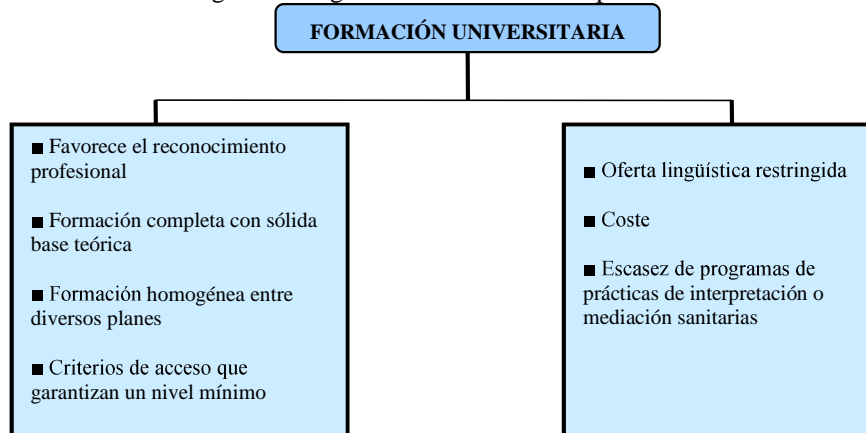 FORMACIÓN UNIVERSITARIA
■ Favorece el reconocimiento
profesional
■ Formación completa con sólida
base teórica
■ Formación homogénea entre
diversos planes
■ Criterios de acceso que
garantizan un nivel mínimo
■ Oferta lingüística restringida
■ Coste
■ Escasez de programas de
prácticas de interpretación o
mediación sanitarias